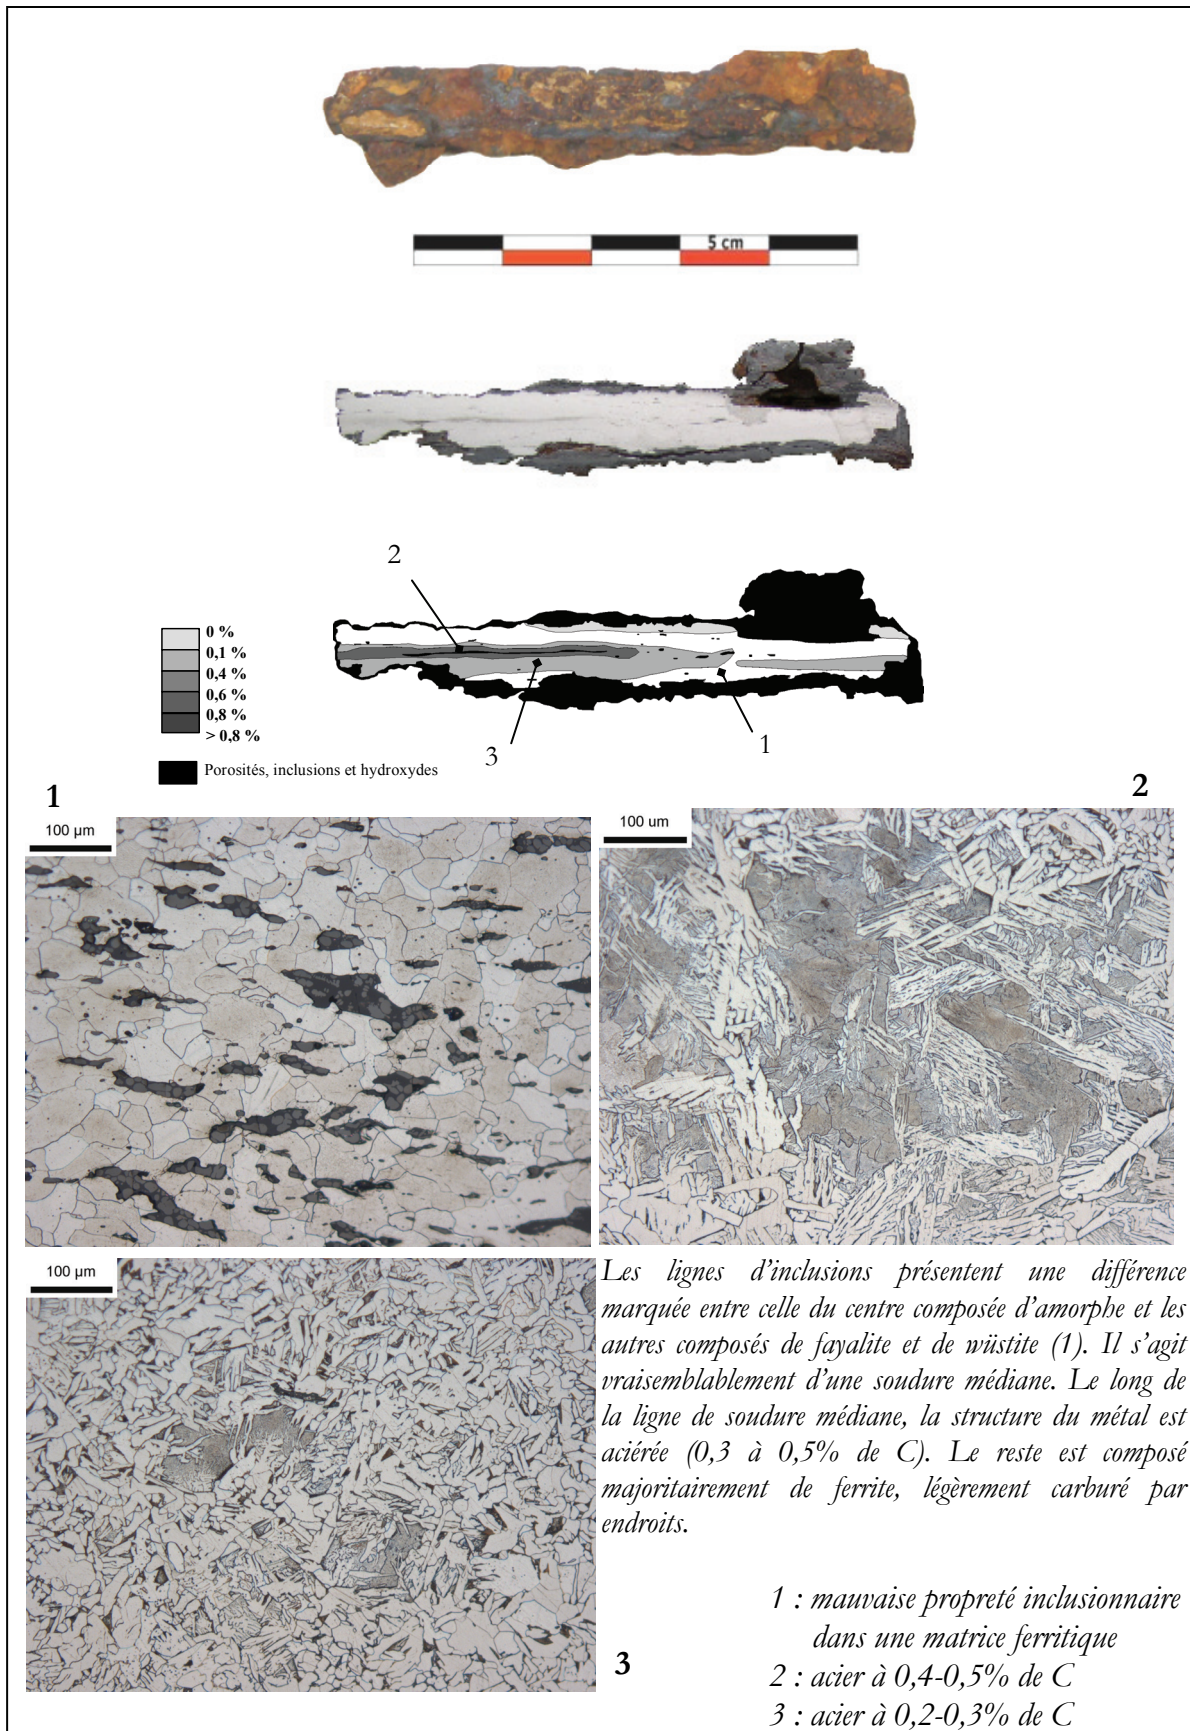 5 cm
2
0 %
0,1 %
0,4 %
0,6 %
0,8 %
> 0,8 %
3
1
Porosités, inclusions et hydroxydes
1
2
100 µm
100 um
100 µm
Les lignes d’inclusions présentent une différence
marquée entre celle du centre composée d’amorphe et les
autres composés de fayalite et de wüstite (1). Il s’agit
vraisemblablement d’une soudure médiane. Le long de
la ligne de soudure médiane, la structure du métal est
aciérée (0,3 à 0,5% de C). Le reste est composé
majoritairement de ferrite, légèrement carburé par
endroits.
1 : mauvaise propreté inclusionnaire
dans une matrice ferritique
3
2 : acier à 0,4-0,5% de C
3 : acier à 0,2-0,3% de C